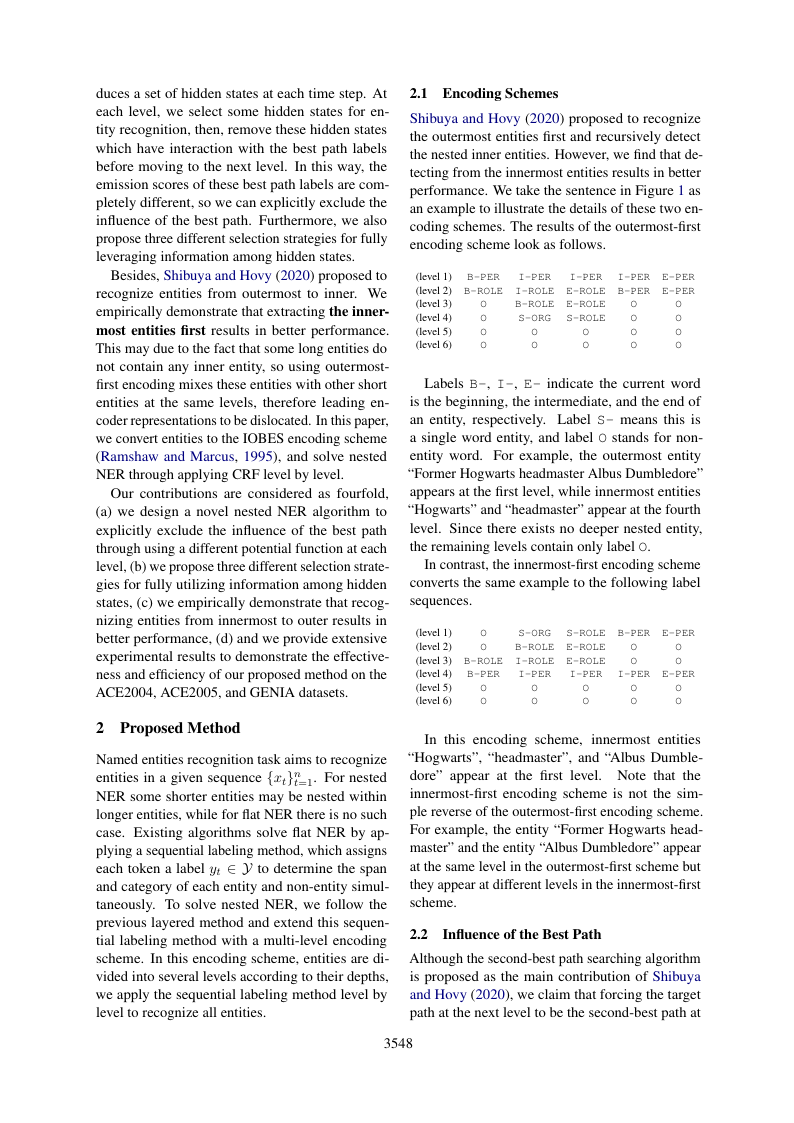 duces a set of hidden states at each time step. At
each level, we select some hidden states for en-
tity recognition, then, remove these hidden states
which have interaction with the best path labels
before moving to the next level. In this way, the
emission scores of these best path labels are com-
pletely different, so we can explicitly exclude the
influence of the best path. Furthermore, we also
propose three different selection strategies for fully
leveraging information among hidden states.
Besides, Shibuya and Hovy (2020) proposed to
recognize entities from outermost to inner. We
empirically demonstrate that extracting the inner-
most entities first results in better performance.
This may due to the fact that some long entities do
not contain any inner entity, so using outermost-
first encoding mixes these entities with other short
entities at the same levels, therefore leading en-
coder representations to be dislocated. In this paper,
we convert entities to the IOBES encoding scheme
(Ramshaw and Marcus, 1995), and solve nested
NER through applying CRF level by level.
Our contributions are considered as fourfold,
(a) we design a novel nested NER algorithm to
explicitly exclude the influence of the best path
through using a different potential function at each
level, (b) we propose three different selection strate-
gies for fully utilizing information among hidden
states, (c) we empirically demonstrate that recog-
nizing entities from innermost to outer results in
better performance, (d) and we provide extensive
experimental results to demonstrate the effective-
ness and efficiency of our proposed method on the
ACE2004, ACE2005, and GENIA datasets.
2 Proposed Method
Named entities recognition task aims to recognize
entities in a given sequence {x_t}_{t=1}^n. For nested
NER some shorter entities may be nested within
longer entities, while for flat NER there is no such
case. Existing algorithms solve flat NER by ap-
plying a sequential labeling method, which assigns
each token a label y_t ∈ 𝒴 to determine the span
and category of each entity and non-entity simul-
taneously. To solve nested NER, we follow the
previous layered method and extend this sequen-
tial labeling method with a multi-level encoding
scheme. In this encoding scheme, entities are di-
vided into several levels according to their depths,
we apply the sequential labeling method level by
level to recognize all entities.
2.1 Encoding Schemes
Shibuya and Hovy (2020) proposed to recognize
the outermost entities first and recursively detect
the nested inner entities. However, we find that de-
tecting from the innermost entities results in better
performance. We take the sentence in Figure 1 as
an example to illustrate the details of these two en-
coding schemes. The results of the outermost-first
encoding scheme look as follows.
(level 1) B-PER I-PER I-PER I-PER E-PER
(level 2) B-ROLE I-ROLE E-ROLE B-PER E-PER
(level 3) O B-ROLE E-ROLE O O
(level 4) O S-ORG S-ROLE O O
(level 5) O O O O O
(level 6) O O O O O
Labels B-, I-, E- indicate the current word
is the beginning, the intermediate, and the end of
an entity, respectively. Label S- means this is
a single word entity, and label O stands for non-
entity word. For example, the outermost entity
“Former Hogwarts headmaster Albus Dumbledore”
appears at the first level, while innermost entities
“Hogwarts” and “headmaster” appear at the fourth
level. Since there exists no deeper nested entity,
the remaining levels contain only label O.
In contrast, the innermost-first encoding scheme
converts the same example to the following label
sequences.
(level 1) O S-ORG S-ROLE B-PER E-PER
(level 2) O B-ROLE E-ROLE O O
(level 3) B-ROLE I-ROLE E-ROLE O O
(level 4) B-PER I-PER I-PER I-PER E-PER
(level 5) O O O O O
(level 6) O O O O O
In this encoding scheme, innermost entities
“Hogwarts”, “headmaster”, and “Albus Dumble-
dore” appear at the first level. Note that the
innermost-first encoding scheme is not the sim-
ple reverse of the outermost-first encoding scheme.
For example, the entity “Former Hogwarts head-
master” and the entity “Albus Dumbledore” appear
at the same level in the outermost-first scheme but
they appear at different levels in the innermost-first
scheme.
2.2 Influence of the Best Path
Although the second-best path searching algorithm
is proposed as the main contribution of Shibuya
and Hovy (2020), we claim that forcing the target
path at the next level to be the second-best path at
3548